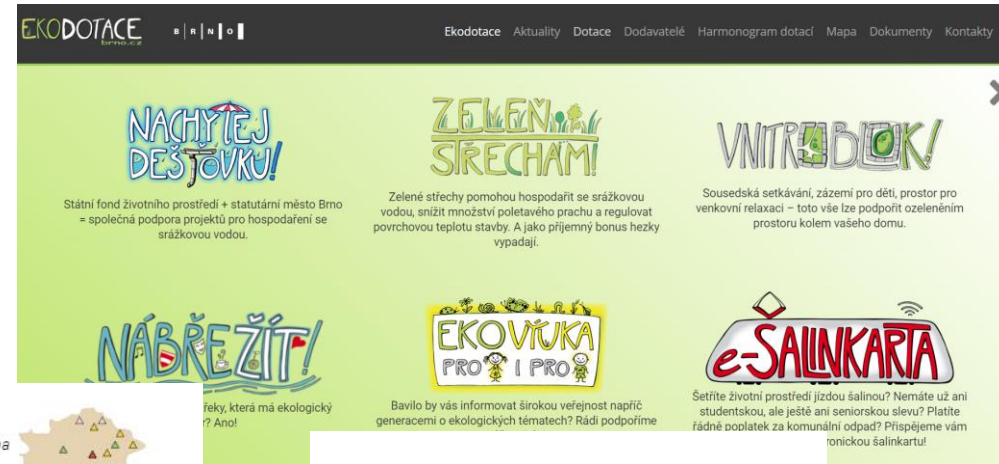 EKODOTACE
brno.cz
B | R | N | O
Ekodotace Aktuality Dotace Dodavatelé Harmonogram dotací Mapa Dokumenty Kontakty
NACHYTEJ
DEŠŤOVKU!
Státní fond životního prostředí + statutární město Brno
= společná podpora projektů pro hospodaření se
srážkovou vodou.
ZELEŇ
STŘECHÁM!
Zelené střechy pomohou hospodařit se srážkovou
vodou, snížit množství poletavého prachu a regulovat
povrchovou teplotu stavby. A jako příjemný bonus hezky
vypadají.
VNITROBLOK!
Sousedská setkávání, zázemí pro děti, prostor pro
venkovní relaxaci – toto vše lze podpořit ozeleněním
prostoru kolem vašeho domu.
NÁBŘEŽÍT!
řeky, která má ekologický
? Ano!
EKOVÝUKA
PRO I PRO
Bavilo by vás informovat širokou veřejnost napříč
generacemi o ekologických tématech? Rádi podpoříme
e-ŠALINKARTA
Šetříte životní prostředí jízdou šalinou? Nemáte už ani
studentskou, ale ještě ani seniorskou slevu? Platíte
řádně poplatek za komunální odpad? Přispějeme vám
ronickou šalinkartu!